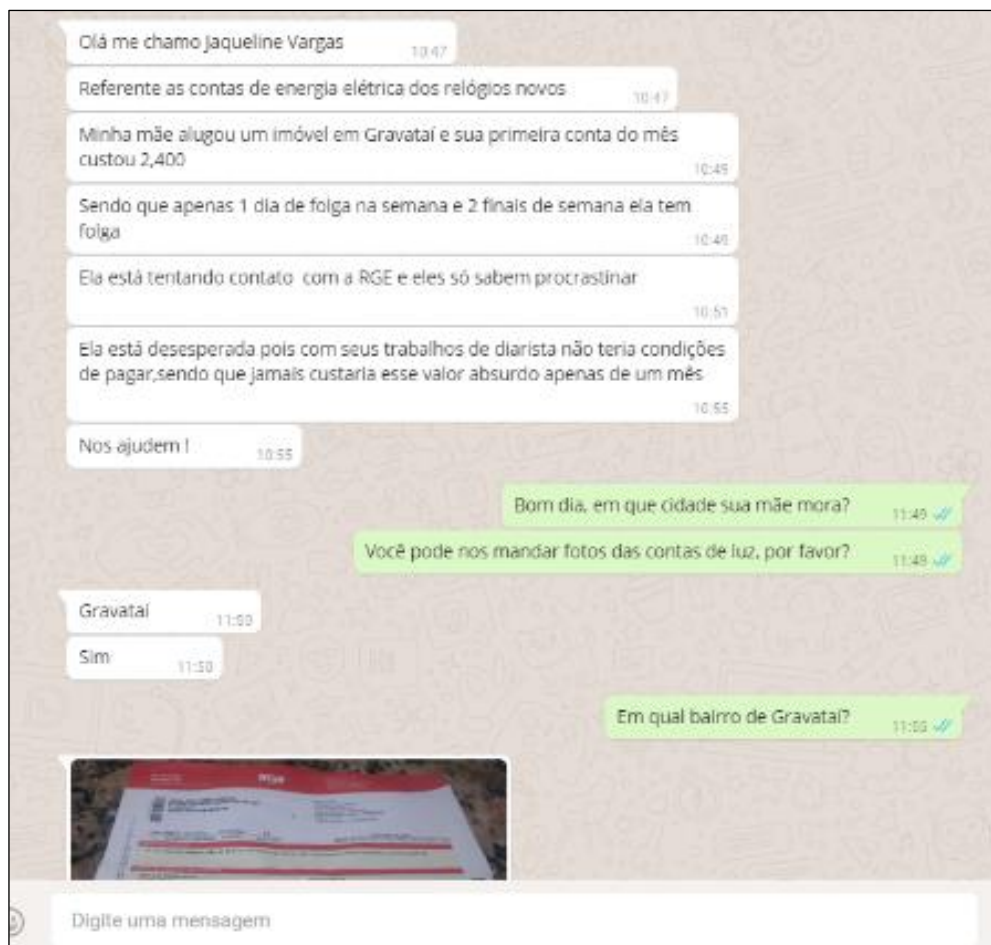 Olá me chamo Jaqueline Vargas
10:47
Referente as contas de energia elétrica dos relógios novos
10:47
Minha mãe alugou um imóvel em Gravataí e sua primeira conta do mês
custou 2,400
10:49
Sendo que apenas 1 dia de folga na semana e 2 finais de semana ela tem
folga
10:49
Ela está tentando contato com a RGE e eles só sabem procrastinar
10:51
Ela está desesperada pois com seus trabalhos de diarista não teria condições
de pagar,sendo que jamais custaria esse valor absurdo apenas de um mês
10:55
Nos ajudem !
10:55
Bom dia, em que cidade sua mãe mora?
11:49
Você pode nos mandar fotos das contas de luz, por favor?
11:49
Gravataí
Sim
11:50
Em qual bairro de Gravataí?
Digite uma mensagem